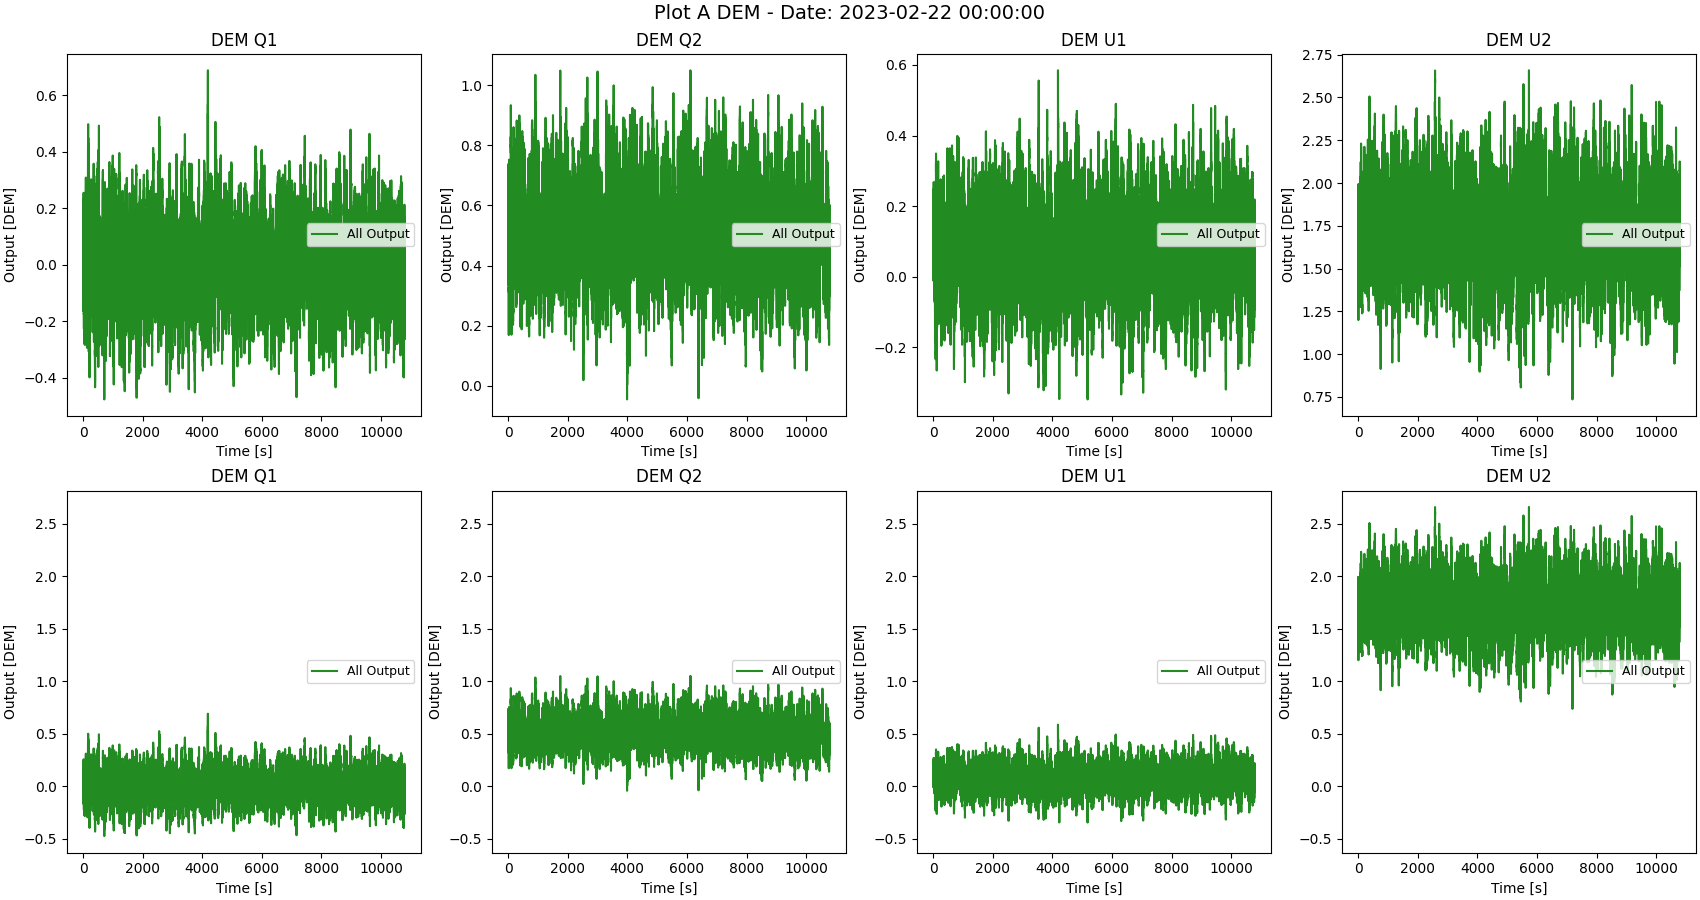 Plot A DEM - Date: 2023-02-22 00:00:00
DEM Q1
Output [DEM]
0.6
0.4
0.2
0.0
−0.2
−0.4
All Output
0 2000 4000 6000 8000 10000
Time [s]
DEM Q2
Output [DEM]
1.0
0.8
0.6
0.4
0.2
0.0
All Output
0 2000 4000 6000 8000 10000
Time [s]
DEM U1
Output [DEM]
0.6
0.4
0.2
0.0
−0.2
All Output
0 2000 4000 6000 8000 10000
Time [s]
DEM U2
Output [DEM]
2.75
2.50
2.25
2.00
1.75
1.50
1.25
1.00
0.75
All Output
0 2000 4000 6000 8000 10000
Time [s]
DEM Q1
Output [DEM]
2.5
2.0
1.5
1.0
0.5
0.0
−0.5
All Output
0 2000 4000 6000 8000 10000
Time [s]
DEM Q2
Output [DEM]
2.5
2.0
1.5
1.0
0.5
0.0
−0.5
All Output
0 2000 4000 6000 8000 10000
Time [s]
DEM U1
Output [DEM]
2.5
2.0
1.5
1.0
0.5
0.0
−0.5
All Output
0 2000 4000 6000 8000 10000
Time [s]
DEM U2
Output [DEM]
2.5
2.0
1.5
1.0
0.5
0.0
−0.5
All Output
0 2000 4000 6000 8000 10000
Time [s]